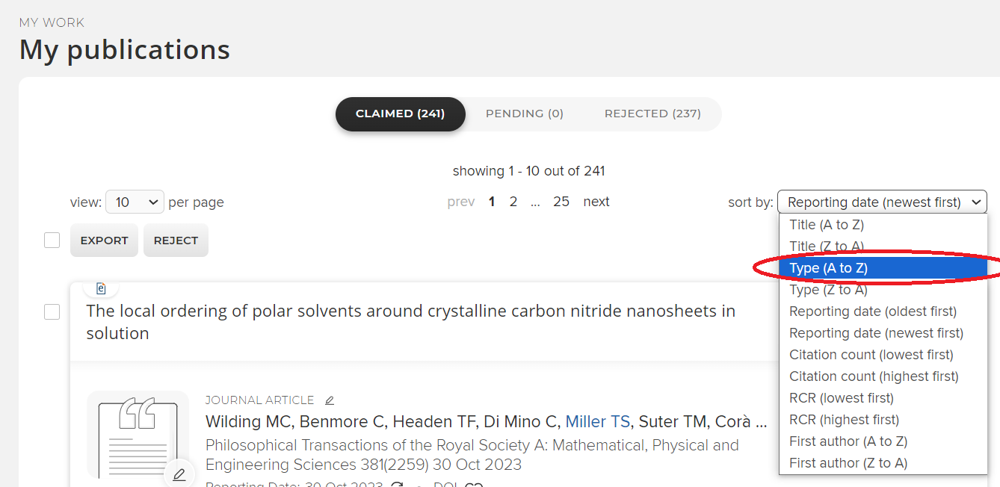 MY WORK
My publications
CLAIMED (241) PENDING (0) REJECTED (237)
showing 1 - 10 out of 241
view: 10 per page prev 1 2 ... 25 next sort by: Reporting date (newest first)
Title (A to Z)
EXPORT REJECT
Title (Z to A)
Type (A to Z)
Type (Z to A)
Reporting date (oldest first)
Reporting date (newest first)
Citation count (lowest first)
Citation count (highest first)
RCR (lowest first)
RCR (highest first)
First author (A to Z)
First author (Z to A)
The local ordering of polar solvents around crystalline carbon nitride nanosheets in
solution
JOURNAL ARTICLE
Wilding MC, Benmore C, Headen TF, Di Mino C, Miller TS, Suter TM, Corà ...
Philosophical Transactions of the Royal Society A: Mathematical, Physical and
Engineering Sciences 381(2259) 30 Oct 2023
Reporting Date: 30 Oct 2023 DOI